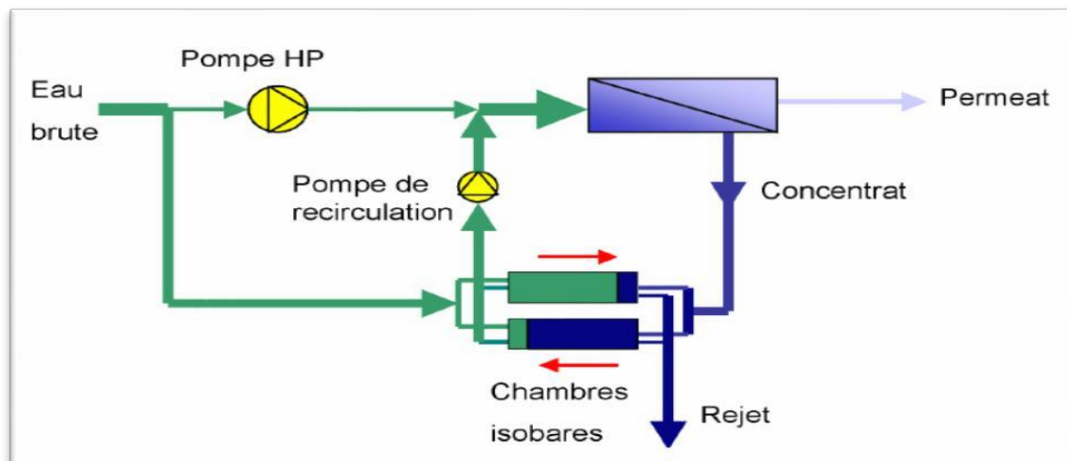 Pompe HP
Eau
brute
Permeat
Pompe de
recirculation
Concentrat
Chambres
isobares
Rejet